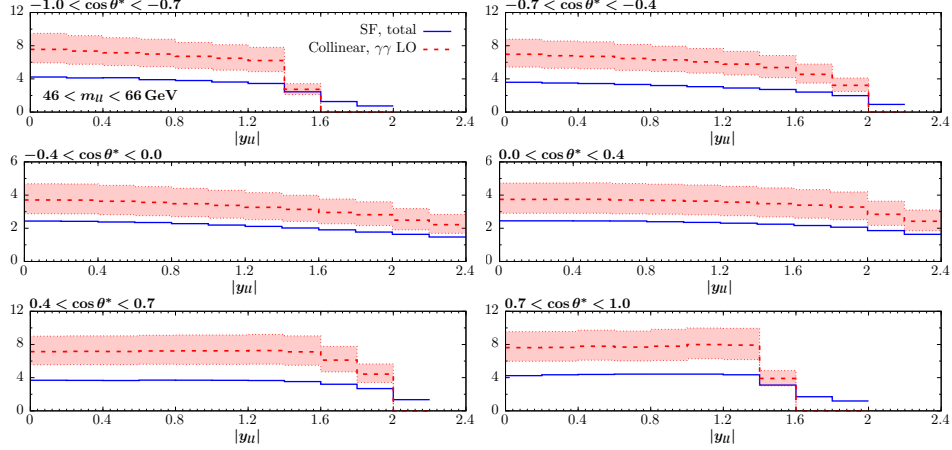 −1.0 < cos θ* < −0.7
12
8
4
0
SF, total
Collinear, γγ LO
46 < m_ll < 66 GeV
0 0.4 0.8 1.2 1.6 2 2.4
|y_ll|
−0.7 < cos θ* < −0.4
12
8
4
0
0 0.4 0.8 1.2 1.6 2 2.4
|y_ll|
−0.4 < cos θ* < 0.0
6
4
2
0
0 0.4 0.8 1.2 1.6 2 2.4
|y_ll|
0.0 < cos θ* < 0.4
6
4
2
0
0 0.4 0.8 1.2 1.6 2 2.4
|y_ll|
0.4 < cos θ* < 0.7
12
8
4
0
0 0.4 0.8 1.2 1.6 2 2.4
|y_ll|
0.7 < cos θ* < 1.0
12
8
4
0
0 0.4 0.8 1.2 1.6 2 2.4
|y_ll|